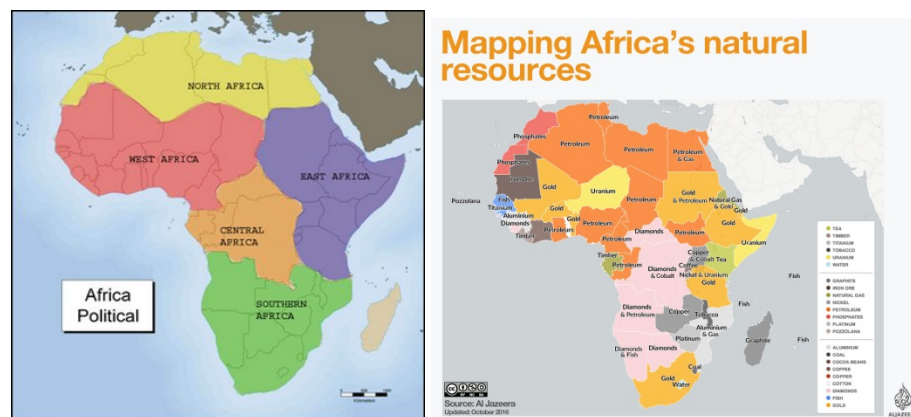 NORTH AFRICA
WEST AFRICA
EAST AFRICA
CENTRAL
AFRICA
SOUTHERN
AFRICA
Africa
Political
Kilometers
Mapping Africa's natural
resources
Petroleum
Phosphates
Petroleum
Petroleum
Petroleum
& Gas
Phosphates
Iron Ore
Gold
Uranium
Gold
& Petroleum
Natural Gas
& Gold
Gold
Pozzolana
Fish
Titanium
Gold
Petroleum
Aluminium
Diamonds
Gold
Gold
Timber
Petroleum
Petroleum
Petroleum
Diamonds
Petroleum
Uranium
Timber
Petroleum
Diamonds
& Cobalt
Copper
& Cobalt
Tea
Coffee
Nickel & Uranium
Gold
Fish
Diamonds
& Petroleum
Copper
Tobacco
Fish
Aluminium
& Gas
Platinum
Diamonds
& Fish
Diamonds
Graphite
Fish
Coal
Gold
Water
TEA
TIMBER
TITANIUM
TOBACCO
URANIUM
WATER
GRAPHITE
IRON ORE
NATURAL GAS
NICKEL
PETROLEUM
PHOSPHATES
PLATINUM
POZZOLANA
ALUMINUM
COAL
COCOA BEANS
COFFEE
COPPER
COTTON
DIAMONDS
FISH
GOLD
Source: Al Jazeera
Updated: October 2016